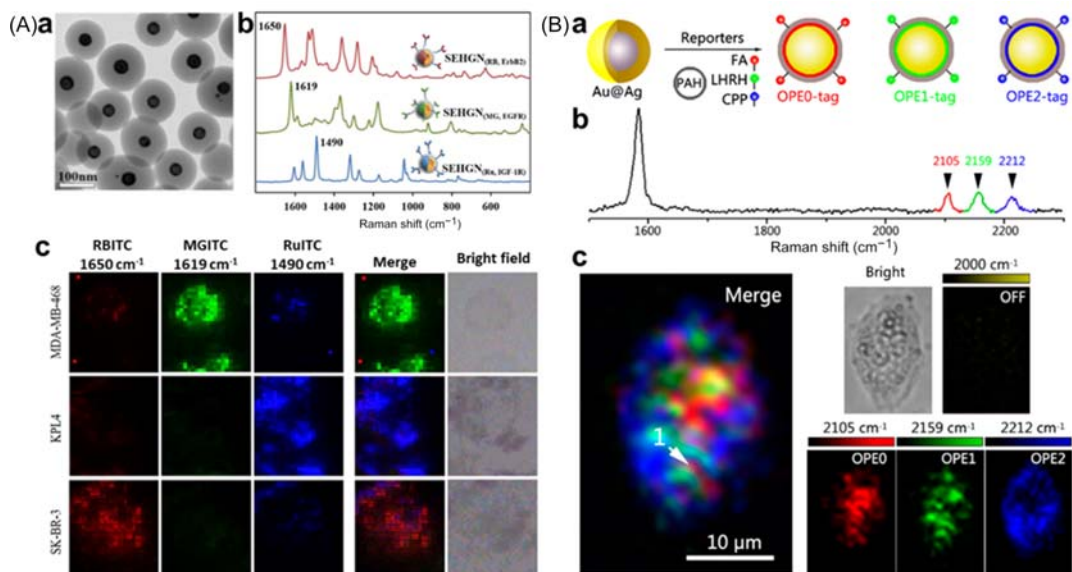 (A)
a
100nm
b
1650
SEHGN(RB, ErbB2)
1619
SEHGN(MG, EGFR)
1490
SEHGN(Ru, IGF-1R)
1600 1400 1200 1000 800 600
Raman shift (cm⁻¹)
c
RBITC MGITC RuITC
1650 cm⁻¹ 1619 cm⁻¹ 1490 cm⁻¹ Merge Bright field
MDA-MB-468
KPL4
SK-BR-3
(B)
a
Au@Ag
Reporters
PAH
FA
LHRH
CPP
OPE0-tag OPE1-tag OPE2-tag
b
2105 2159 2212
1600 1800 2000 2200
Raman shift (cm⁻¹)
c
Merge
1
10 µm
Bright
2000 cm⁻¹
OFF
2105 cm⁻¹ 2159 cm⁻¹ 2212 cm⁻¹
OPE0 OPE1 OPE2